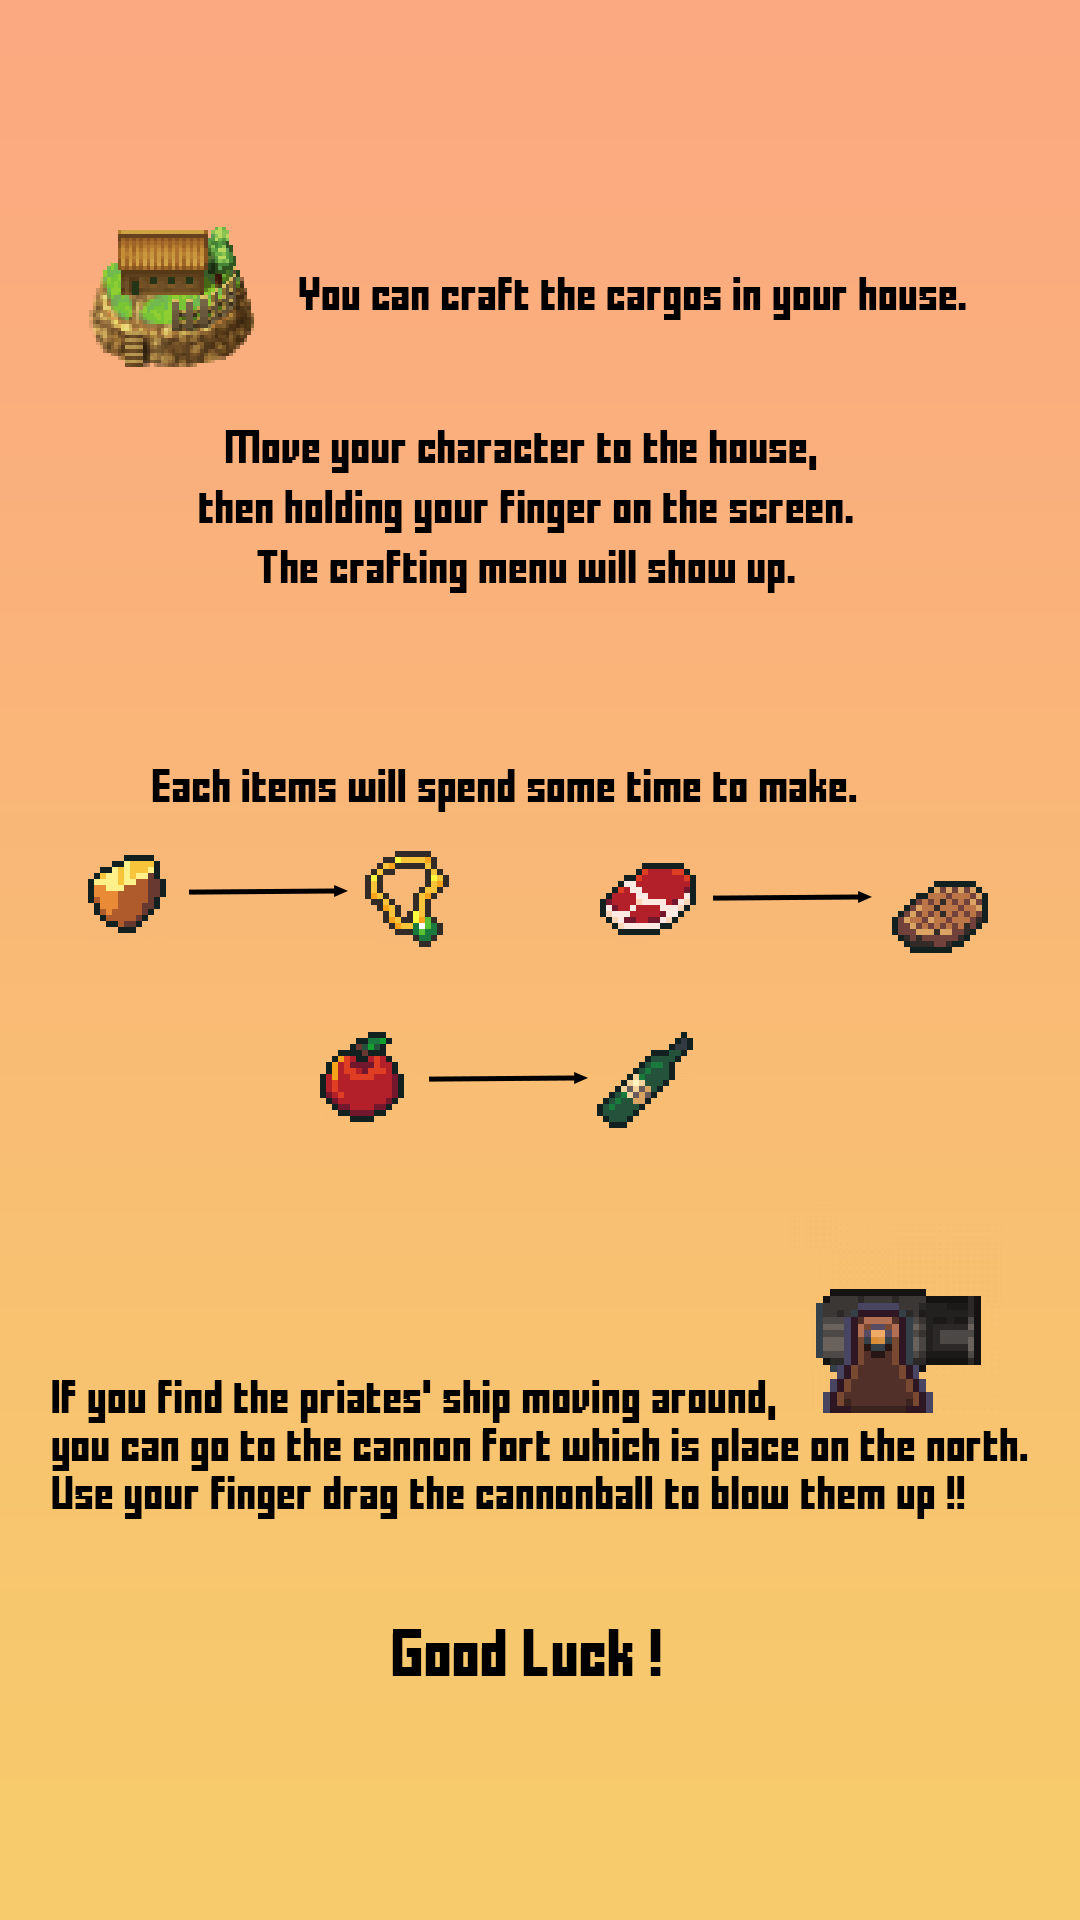 You can craft the cargos in your house.
Move your character to the house,
then holding your finger on the screen.
The crafting menu will show up.
Each items will spend some time to make.
If you find the priates' ship moving around,
you can go to the cannon fort which is place on the north.
Use your finger drag the cannonball to blow them up !!
Good Luck !